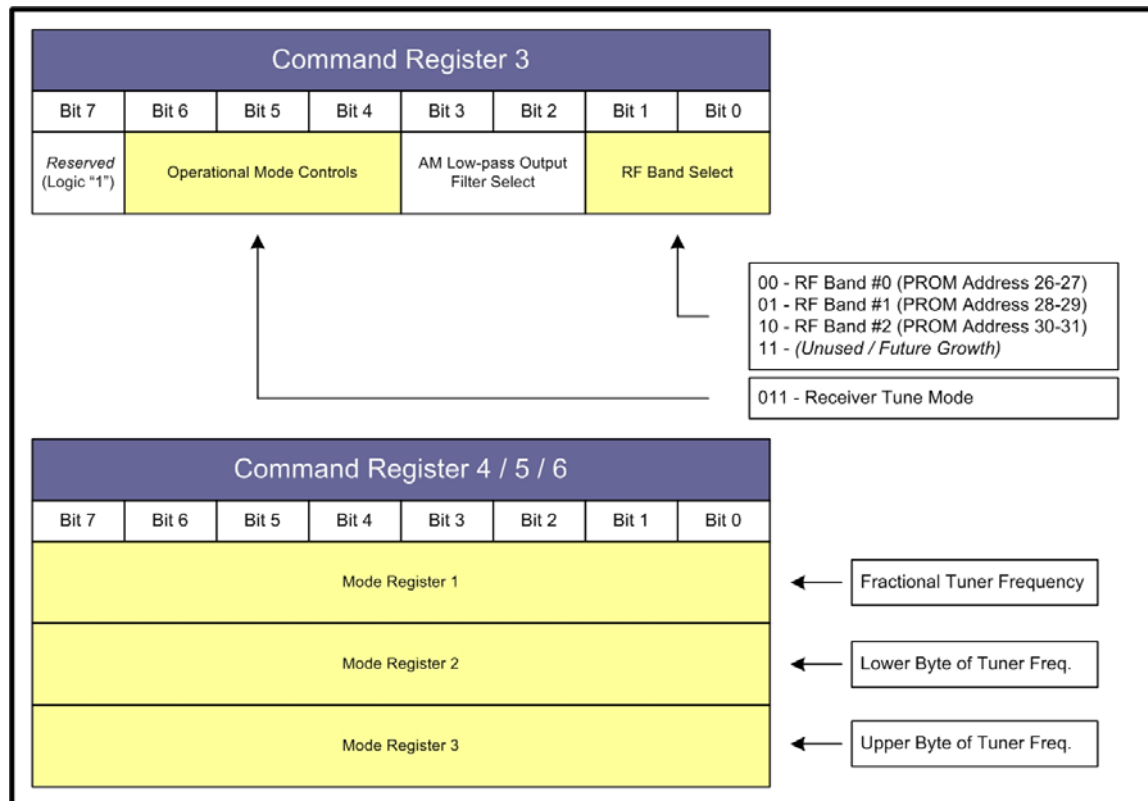 Command Register 3
Bit 7 Bit 6 Bit 5 Bit 4 Bit 3 Bit 2 Bit 1 Bit 0
Reserved
(Logic “1”)
Operational Mode Controls
AM Low-pass Output
Filter Select
RF Band Select
00 - RF Band #0 (PROM Address 26-27)
01 - RF Band #1 (PROM Address 28-29)
10 - RF Band #2 (PROM Address 30-31)
11 - (Unused / Future Growth)
011 - Receiver Tune Mode
Command Register 4 / 5 / 6
Bit 7 Bit 6 Bit 5 Bit 4 Bit 3 Bit 2 Bit 1 Bit 0
Mode Register 1
Fractional Tuner Frequency
Mode Register 2
Lower Byte of Tuner Freq.
Mode Register 3
Upper Byte of Tuner Freq.